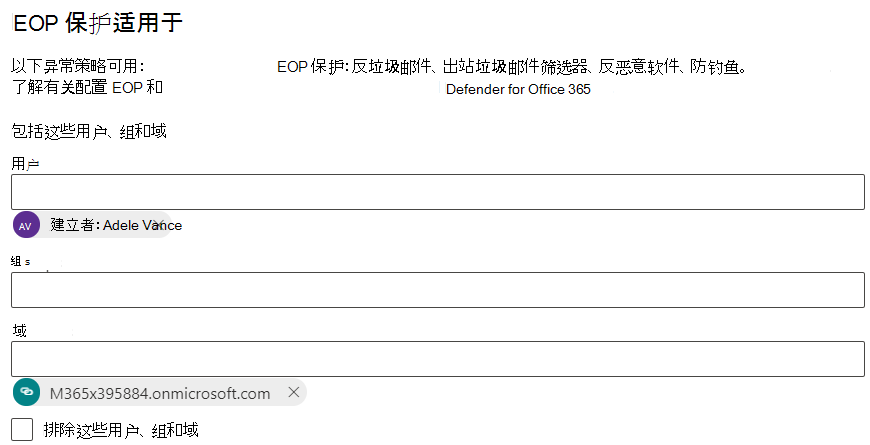 EOP 保护适用于
以下异常策略可用： EOP 保护：反垃圾邮件、出站垃圾邮件筛选器、反恶意软件、防钓鱼。
了解有关配置 EOP 和 Defender for Office 365
包括这些用户、组和域
用户
AV 建立者：Adele Vance
组 s
域
M365x395884.onmicrosoft.com
排除这些用户、组和域